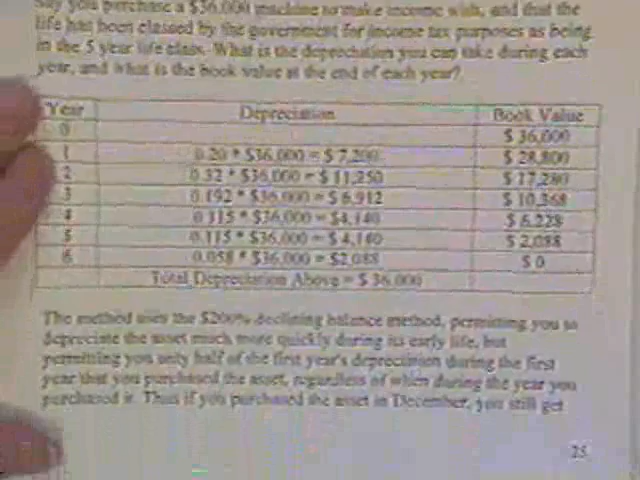 Say you purchase a $36,000 machine to make income with, and that the
life has been classed by the government for income tax purposes as being
in the 5 year life class. What is the depreciation you can take during each
year, and what is the book value at the end of each year?
Year Depreciation Book Value
0 $ 36,000
1 0.20 * $36,000 = $ 7,200 $ 28,800
2 0.32 * $36,000 = $ 11,250 $ 17,280
3 0.192 * $36,000 = $ 6,912 $ 10,368
4 0.115 * $36,000 = $4,140 $ 6,228
5 0.115 * $36,000 = $ 4,140 $ 2,088
6 0.058 * $36,000 = $2,088 $ 0
Total Depreciation Above = $ 36,000
The method uses the $200% declining balance method, permitting you to
depreciate the asset much more quickly during its early life, but
permitting you only half of the first year's depreciation during the first
year that you purchased the asset, regardless of when during the year you
purchased it. Thus if you purchased the asset in December, you still get
25